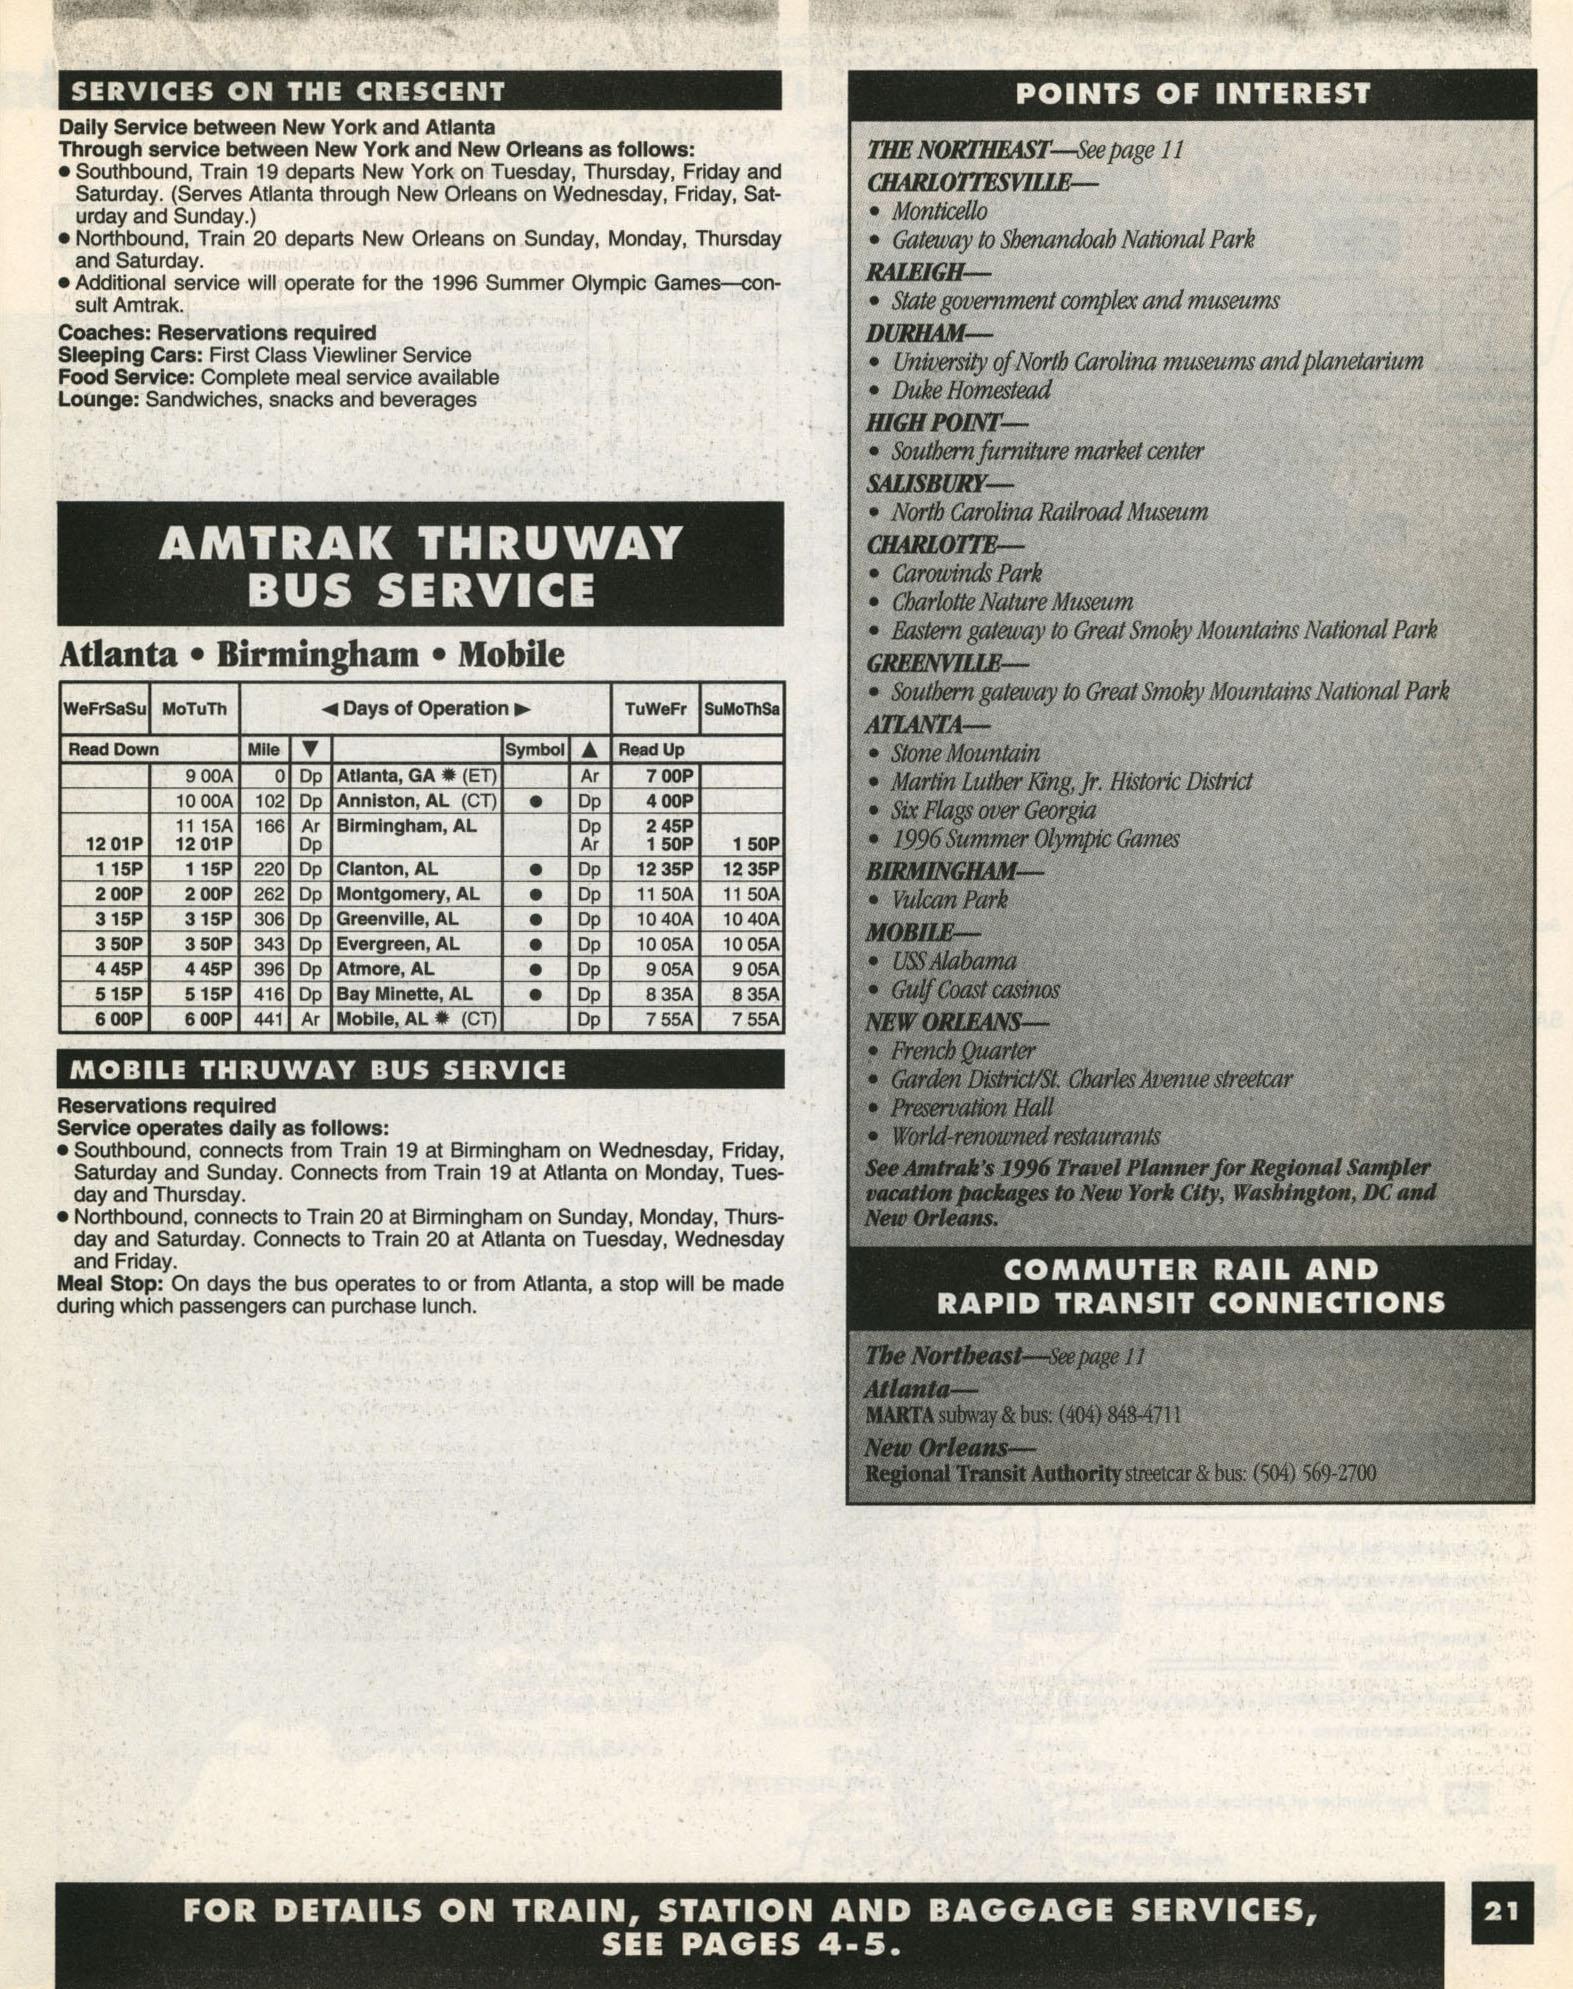 SERVICES ON THE CRESCENT
Daily Service between New York and Atlanta
Through service between New York and New Orleans as follows:
● Southbound, Train 19 departs New York on Tuesday, Thursday, Friday and
Saturday. (Serves Atlanta through New Orleans on Wednesday, Friday, Sat-
urday and Sunday.)
● Northbound, Train 20 departs New Orleans on Sunday, Monday, Thursday
and Saturday.
● Additional service will operate for the 1996 Summer Olympic Games—con-
sult Amtrak.
Coaches: Reservations required
Sleeping Cars: First Class Viewliner Service
Food Service: Complete meal service available
Lounge: Sandwiches, snacks and beverages
AMTRAK THRUWAY
BUS SERVICE
Atlanta • Birmingham • Mobile
WeFrSaSu MoTuTh ◄ Days of Operation ► TuWeFr SuMoThSa
Read Down Mile ▼ Symbol ▲ Read Up
9 00A 0 Dp Atlanta, GA ✹ (ET) Ar 7 00P
10 00A 102 Dp Anniston, AL (CT) ● Dp 4 00P
11 15A 166 Ar Birmingham, AL Dp 2 45P
12 01P 12 01P Dp Ar 1 50P 1 50P
1 15P 1 15P 220 Dp Clanton, AL ● Dp 12 35P 12 35P
2 00P 2 00P 262 Dp Montgomery, AL ● Dp 11 50A 11 50A
3 15P 3 15P 306 Dp Greenville, AL ● Dp 10 40A 10 40A
3 50P 3 50P 343 Dp Evergreen, AL ● Dp 10 05A 10 05A
4 45P 4 45P 396 Dp Atmore, AL ● Dp 9 05A 9 05A
5 15P 5 15P 416 Dp Bay Minette, AL ● Dp 8 35A 8 35A
6 00P 6 00P 441 Ar Mobile, AL ✹ (CT) Dp 7 55A 7 55A
MOBILE THRUWAY BUS SERVICE
Reservations required
Service operates daily as follows:
● Southbound, connects from Train 19 at Birmingham on Wednesday, Friday,
Saturday and Sunday. Connects from Train 19 at Atlanta on Monday, Tues-
day and Thursday.
● Northbound, connects to Train 20 at Birmingham on Sunday, Monday, Thurs-
day and Saturday. Connects to Train 20 at Atlanta on Tuesday, Wednesday
and Friday.
Meal Stop: On days the bus operates to or from Atlanta, a stop will be made
during which passengers can purchase lunch.
POINTS OF INTEREST
THE NORTHEAST—See page 11
CHARLOTTESVILLE—
• Monticello
• Gateway to Shenandoah National Park
RALEIGH—
• State government complex and museums
DURHAM—
• University of North Carolina museums and planetarium
• Duke Homestead
HIGH POINT—
• Southern furniture market center
SALISBURY—
• North Carolina Railroad Museum
CHARLOTTE—
• Carowinds Park
• Charlotte Nature Museum
• Eastern gateway to Great Smoky Mountains National Park
GREENVILLE—
• Southern gateway to Great Smoky Mountains National Park
ATLANTA—
• Stone Mountain
• Martin Luther King, Jr. Historic District
• Six Flags over Georgia
• 1996 Summer Olympic Games
BIRMINGHAM—
• Vulcan Park
MOBILE—
• USS Alabama
• Gulf Coast casinos
NEW ORLEANS—
• French Quarter
• Garden District/St. Charles Avenue streetcar
• Preservation Hall
• World-renowned restaurants
See Amtrak's 1996 Travel Planner for Regional Sampler
vacation packages to New York City, Washington, DC and
New Orleans.
COMMUTER RAIL AND
RAPID TRANSIT CONNECTIONS
The Northeast—See page 11
Atlanta—
MARTA subway & bus: (404) 848-4711
New Orleans—
Regional Transit Authority streetcar & bus: (504) 569-2700
FOR DETAILS ON TRAIN, STATION AND BAGGAGE SERVICES,
SEE PAGES 4-5.
21